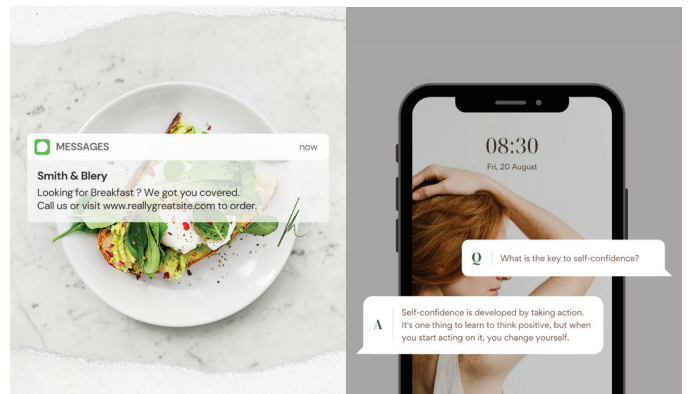 MESSAGES now
Smith & Blery
Looking for Breakfast ? We got you covered.
Call us or visit www.reallygreatsite.com to order.
08:30
Fri, 20 August
Q What is the key to self-confidence?
A Self-confidence is developed by taking action.
It's one thing to learn to think positive, but when
you start acting on it, you change yourself.